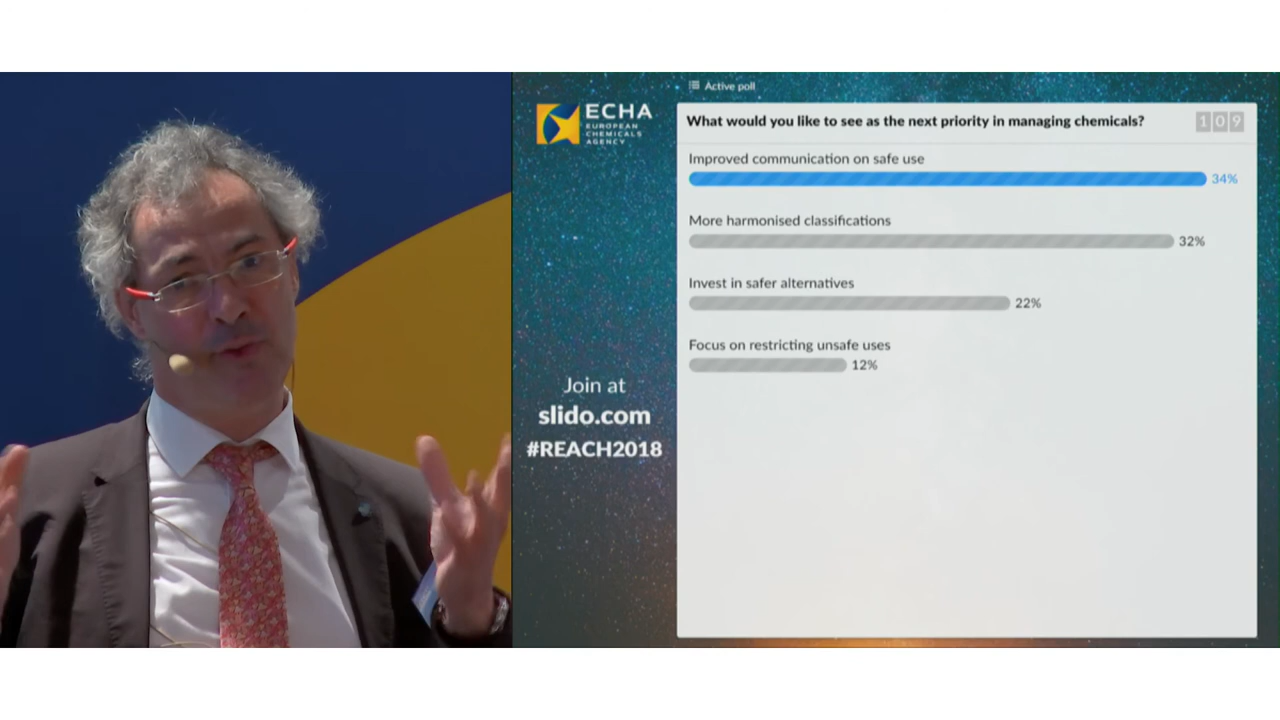 ECHA
EUROPEAN
CHEMICALS
AGENCY
Join at
slido.com
#REACH2018
Active poll
What would you like to see as the next priority in managing chemicals?
109
Improved communication on safe use
34%
More harmonised classifications
32%
Invest in safer alternatives
22%
Focus on restricting unsafe uses
12%